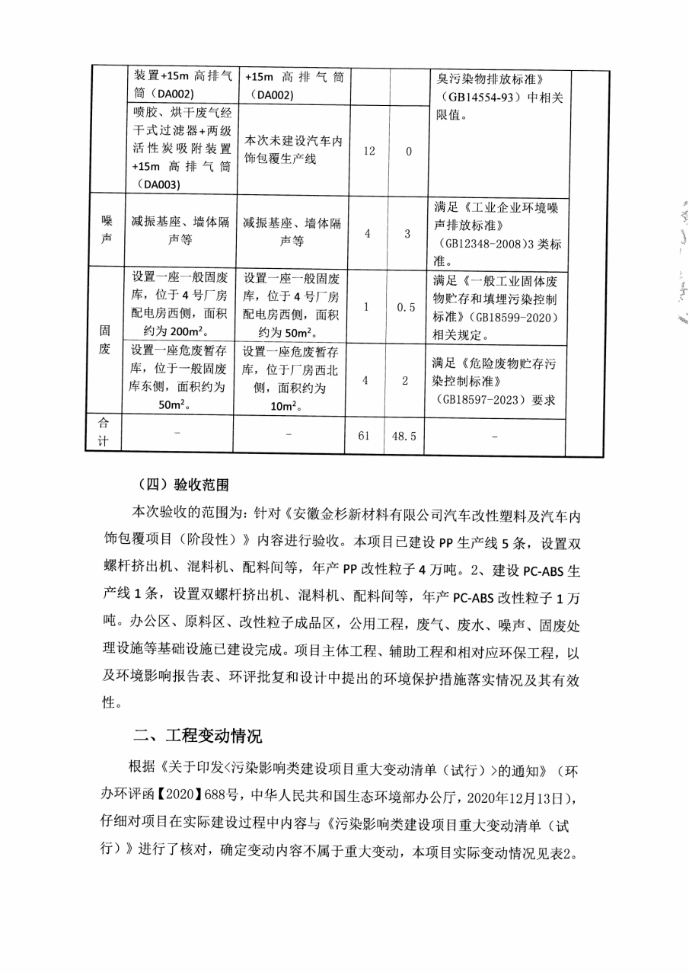 装置+15m 高排气
筒（DA002)
+15m 高 排 气 筒
（DA002)
臭污染物排放标准》
（GB14554-93）中相关
限值。
喷胶、烘干废气经
干式过滤器+两级
活性炭吸附装置
+15m 高 排 气 筒
（DA003)
本次未建设汽车内
饰包覆生产线
12
0
噪
声
减振基座、墙体隔
声等
减振基座、墙体隔
声等
4
3
满足《工业企业环境噪
声排放标准》
（GB12348-2008)3 类标
准。
固
废
设置一座一般固废
库，位于 4 号厂房
配电房西侧，面积
约为 200m²。
设置一座一般固废
库，位于 4 号厂房
配电房西侧，面积
约为 50m²。
1
0.5
满足《一般工业固体废
物贮存和填埋污染控制
标准》（GB18599-2020）
相关规定。
设置一座危废暂存
库，位于一般固废
库东侧，面积约为
50m²。
设置一座危废暂存
库，位于厂房西北
侧，面积约为
10m²。
4
2
满足《危险废物贮存污
染控制标准》
（GB18597-2023）要求
合
计
–
–
61
48.5
–
（四）验收范围
本次验收的范围为：针对《安徽金杉新材料有限公司汽车改性塑料及汽车内
饰包覆项目（阶段性）》内容进行验收。本项目已建设 PP 生产线 5 条，设置双
螺杆挤出机、混料机、配料间等，年产 PP 改性粒子 4 万吨。2、建设 PC-ABS 生
产线 1 条，设置双螺杆挤出机、混料机、配料间等，年产 PC-ABS 改性粒子 1 万
吨。办公区、原料区、改性粒子成品区，公用工程，废气、废水、噪声、固废处
理设施等基础设施已建设完成。项目主体工程、辅助工程和相对应环保工程，以
及环境影响报告表、环评批复和设计中提出的环境保护措施落实情况及其有效
性。
二、工程变动情况
根据《关于印发<污染影响类建设项目重大变动清单（试行）>的通知》（环
办环评函【2020】688号，中华人民共和国生态环境部办公厅，2020年12月13日），
仔细对项目在实际建设过程中内容与《污染影响类建设项目重大变动清单（试
行）》进行了核对，确定变动内容不属于重大变动，本项目实际变动情况见表2。